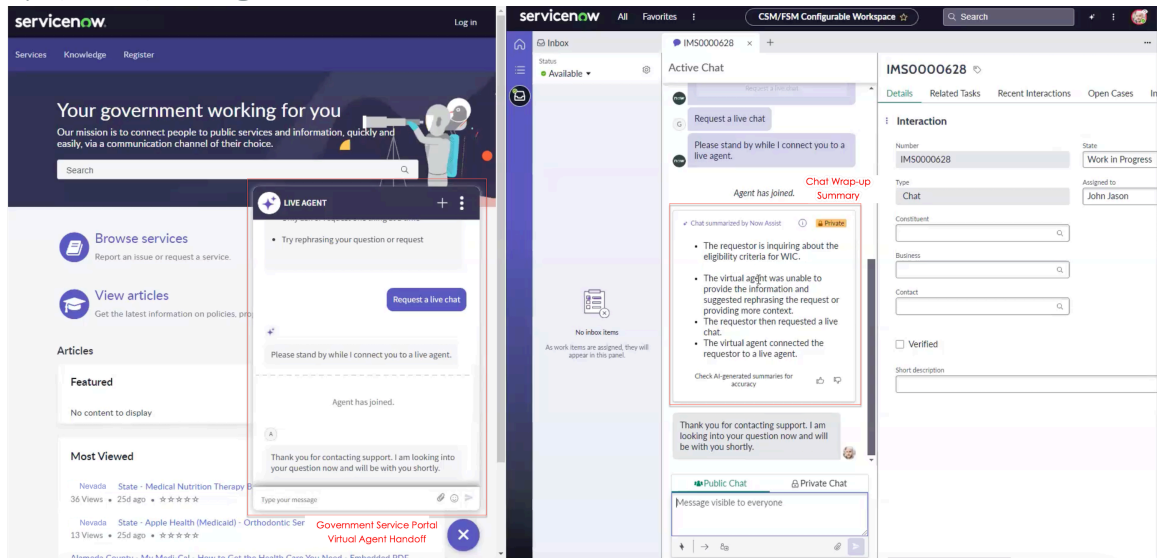 servicenow.
Log in
Services Knowledge Register
Your government working for you
Our mission is to connect people to public services and information, quickly and
easily, via a communication channel of their choice.
Search
Browse services
Report an issue or request a service.
View articles
Get the latest information on policies,
Articles
Featured
No content to display
Most Viewed
Nevada State - Medical Nutrition Therapy
36 Views • 25d ago •
Nevada State - Apple Health (Medicaid) - Orthodontic Ser
13 Views • 25d ago •
LIVE AGENT
• Try rephrasing your question or request
Request a live chat
Please stand by while I connect you to a live agent.
Agent has joined.
A
Thank you for contacting support. I am looking into
your question now and will be with you shortly.
Type your message
Government Service Portal
Virtual Agent Handoff
servicenow All Favorites
CSM/FSM Configurable Workspace
Search
Inbox
Status
Available
No inbox items
As work items are assigned, they will
appear in this panel.
IMS0000628 × +
Active Chat
Request a live chat
G
Request a live chat
Please stand by while I connect you to a
live agent.
Agent has joined.
Chat Wrap-up
Summary
Chat summarized by Now Assist
Private
• The requestor is inquiring about the
eligibility criteria for WIC.
• The virtual agent was unable to
provide the information and
suggested rephrasing the request or
providing more context.
• The requestor then requested a live
chat.
• The virtual agent connected the
requestor to a live agent.
Check AI-generated summaries for
accuracy
Thank you for contacting support. I am
looking into your question now and will
be with you shortly.
Public Chat Private Chat
Message visible to everyone
IMS0000628
Details Related Tasks Recent Interactions Open Cases In
Interaction
Number
IMS0000628
State
Work in Progress
Type
Chat
Assigned to
John Jason
Constituent
Business
Contact
Verified
Short description